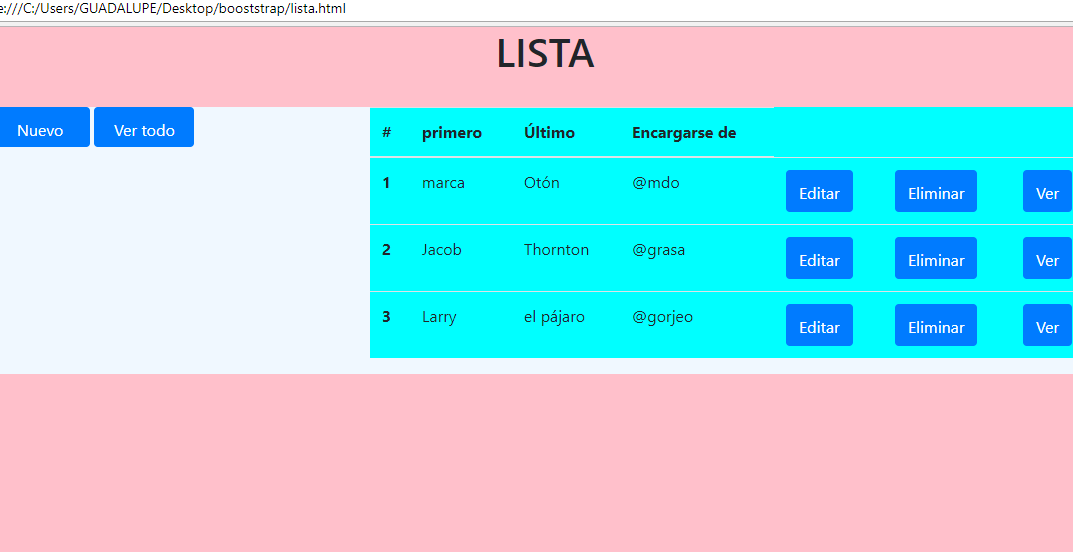 e:///C:/Users/GUADALUPE/Desktop/booststrap/lista.html
LISTA
Nuevo Ver todo
# primero Último Encargarse de
1 marca Otón @mdo Editar Eliminar Ver
2 Jacob Thornton @grasa Editar Eliminar Ver
3 Larry el pájaro @gorjeo Editar Eliminar Ver